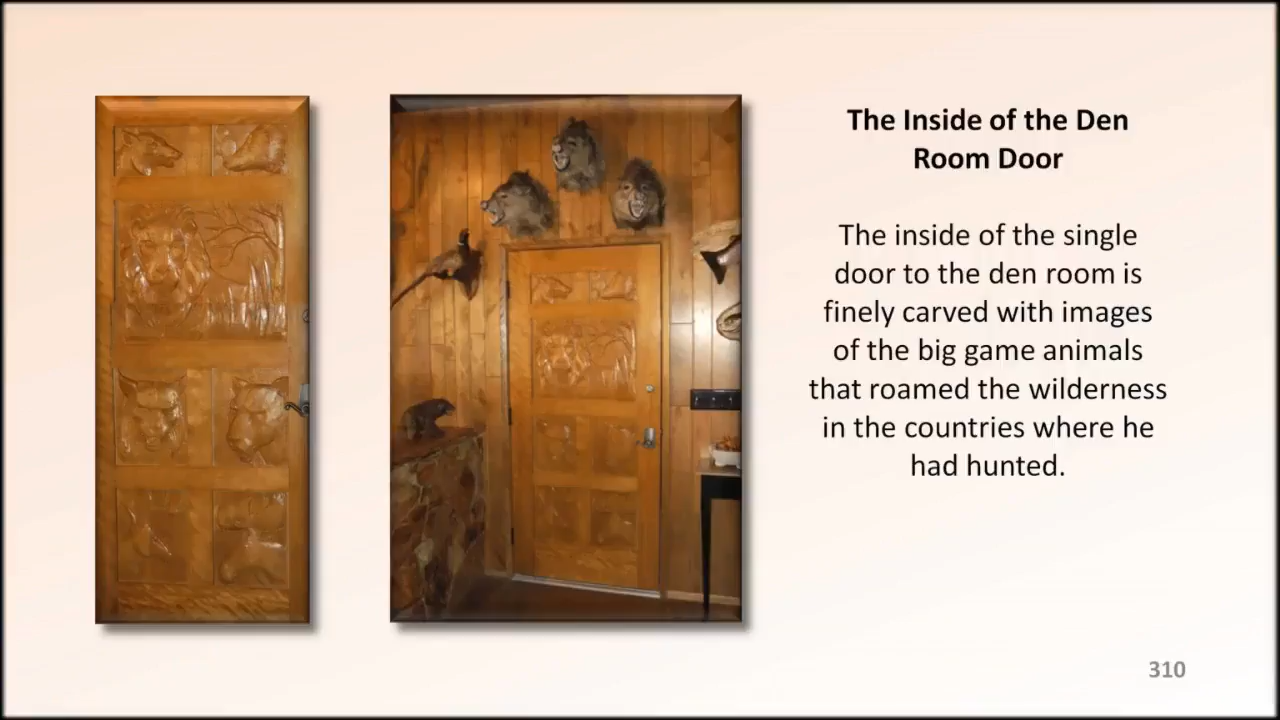 The Inside of the Den
Room Door
The inside of the single
door to the den room is
finely carved with images
of the big game animals
that roamed the wilderness
in the countries where he
had hunted.
310